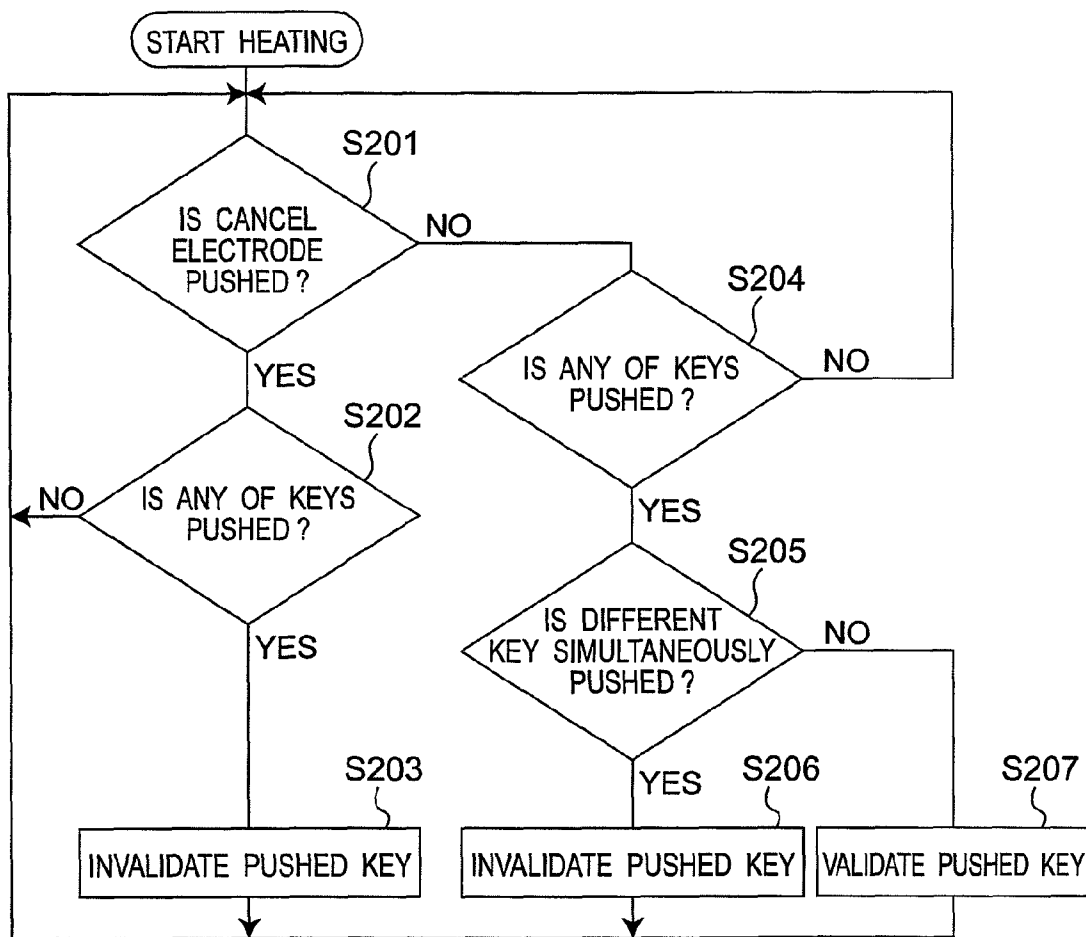 START HEATING
S201
IS CANCEL
ELECTRODE
PUSHED?
NO
YES
S204
IS ANY OF KEYS
PUSHED?
NO
YES
S202
IS ANY OF KEYS
PUSHED?
NO
YES
S205
IS DIFFERENT
KEY SIMULTANEOUSLY
PUSHED?
NO
YES
S203
INVALIDATE PUSHED KEY
S206
INVALIDATE PUSHED KEY
S207
VALIDATE PUSHED KEY